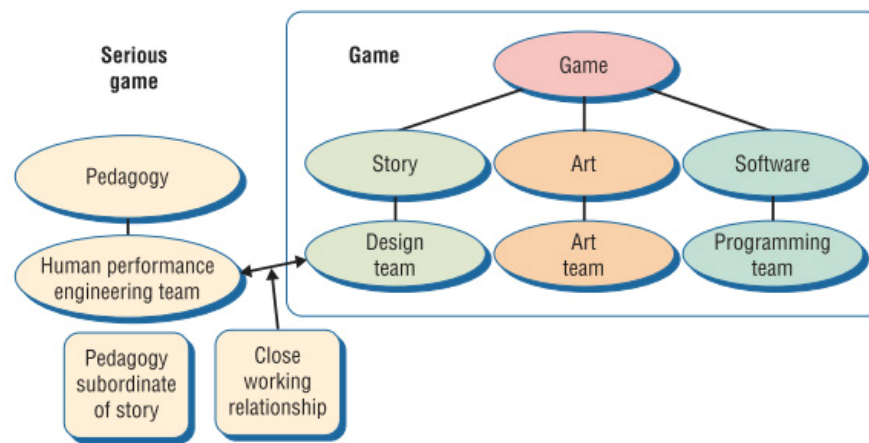 Serious
game
Game
Game
Pedagogy
Story
Art
Software
Human performance
engineering team
Design
team
Art
team
Programming
team
Pedagogy
subordinate
of story
Close
working
relationship